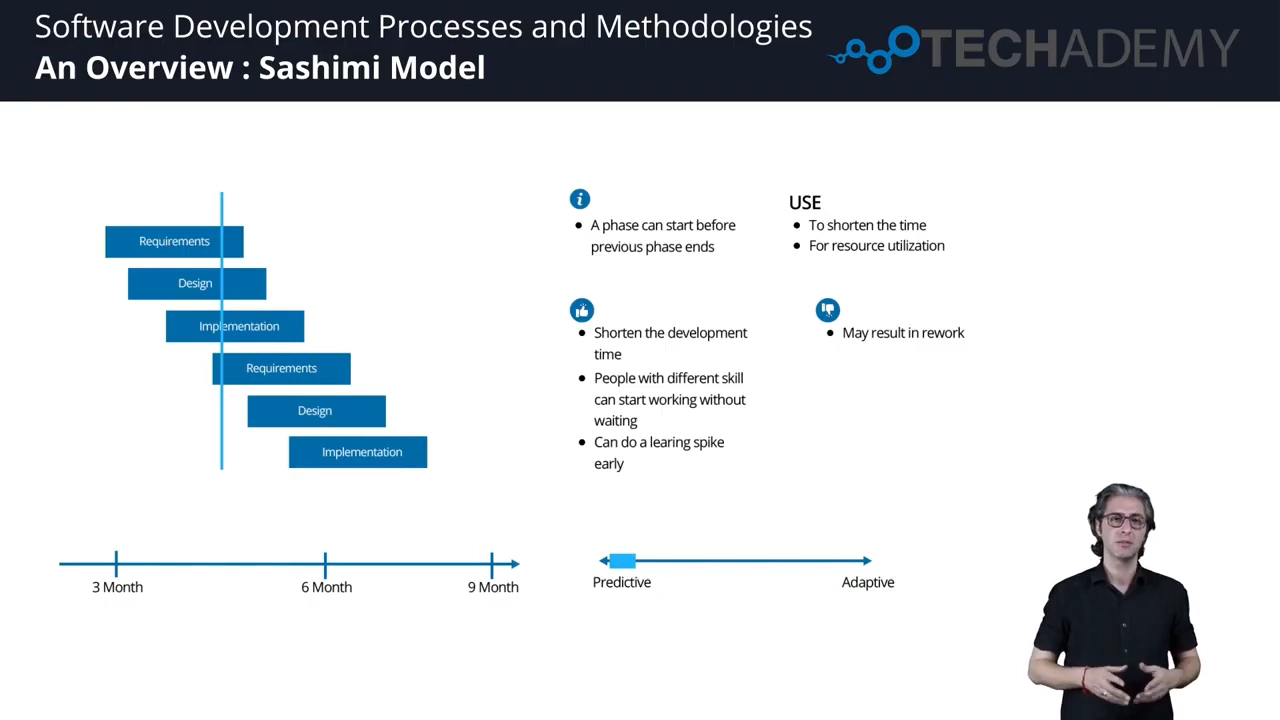 Software Development Processes and Methodologies
An Overview : Sashimi Model
TECHADEMY
Requirements
Design
Implementation
Requirements
Design
Implementation
3 Month
6 Month
9 Month
i
A phase can start before
previous phase ends
USE
To shorten the time
For resource utilization
Shorten the development
time
People with different skill
can start working without
waiting
Can do a learing spike
early
May result in rework
Predictive
Adaptive